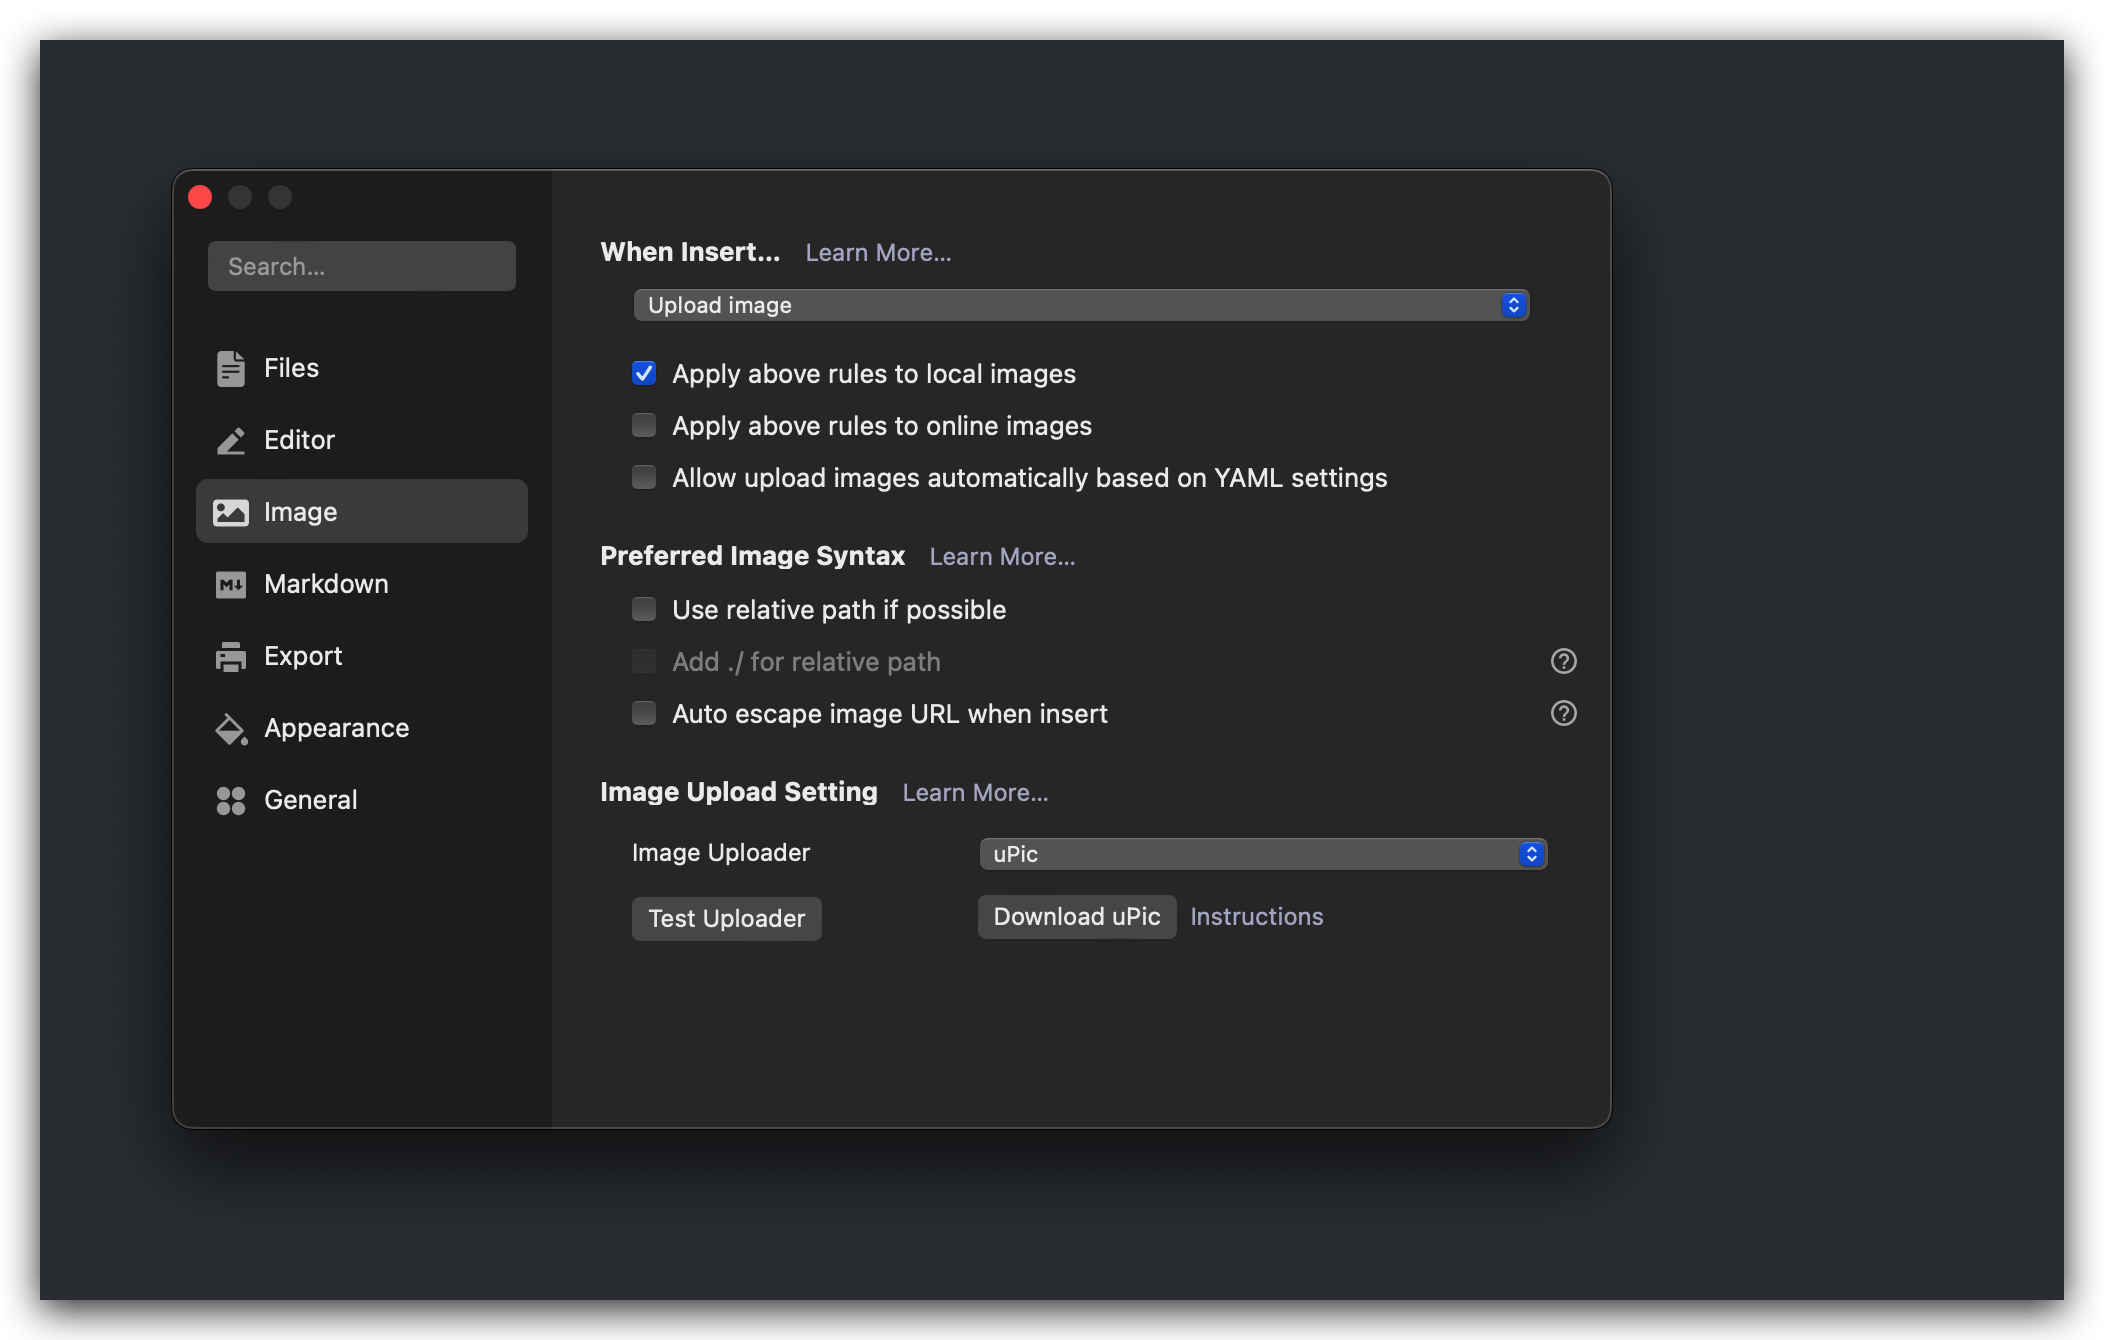 Search...
Files
Editor
Image
Markdown
Export
Appearance
General
When Insert... Learn More...
Upload image
Apply above rules to local images
Apply above rules to online images
Allow upload images automatically based on YAML settings
Preferred Image Syntax Learn More...
Use relative path if possible
Add ./ for relative path
Auto escape image URL when insert
Image Upload Setting Learn More...
Image Uploader uPic
Test Uploader Download uPic Instructions